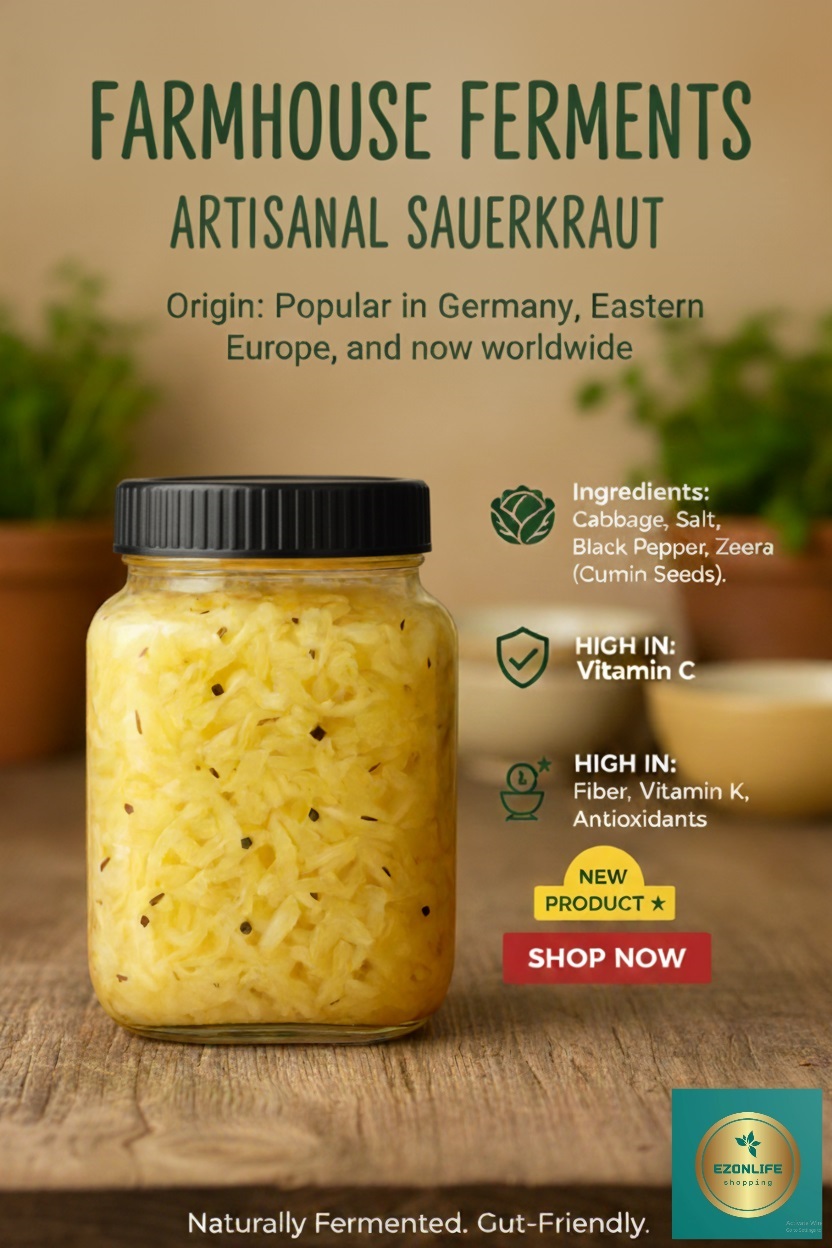 FARMHOUSE FERMENTS
ARTISANAL SAUERKRAUT
Origin: Popular in Germany, Eastern
Europe, and now worldwide
Ingredients:
Cabbage, Salt,
Black Pepper, Zeera
(Cumin Seeds).
HIGH IN:
Vitamin C
HIGH IN:
Fiber, Vitamin K,
Antioxidants
NEW
PRODUCT ★
SHOP NOW
EZONLIFE
shopping
Naturally Fermented. Gut-Friendly.